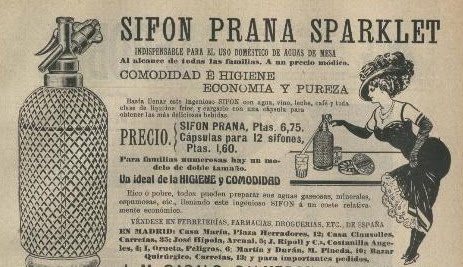 SIFON PRANA SPARKLET
INDISPENSABLE PARA EL USO DOMÉSTICO DE AGUAS DE MESA
Al alcance de todas las familias. A un precio módico.
COMODIDAD É HIGIENE
ECONOMIA Y PUREZA
Basta llenar este ingenioso SIFON con agua, vino, leche, café y toda
clase de líquidos fríos, y cargarlo con una cápsula para
obtener las más deliciosas bebidas.
PRECIO.
SIFON PRANA, Ptas. 6,75.
Cápsulas para 12 sifones,
Ptas. 1,60.
Para familias numerosas hay un mo-
delo de doble tamaño.
Un ideal de la HIGIENE y COMODIDAD
Rico ó pobre, todos pueden preparar sus aguas gaseosas, minerales,
espumosas, etc., llenando este ingenioso SIFON á un coste relativa-
mente económico.
VÉNDESE EN FERRETERÍAS, FARMACIAS, DROGUERIAS, ETC., DE ESPAÑA
EN MADRID: Casa Marín, Plaza Herradores, 12; Casa Clausolles,
Carretas, 25; José Hipola, Arenal, 5; J. Ripoll y C.ª, Costanilla Ange-
les, 4; I. Orueta, Peligros, 6; Martín y Durán, M. Pineda, 10; Bazar
Quirúrgico, Carretas, 13; y para importantes pedidos,